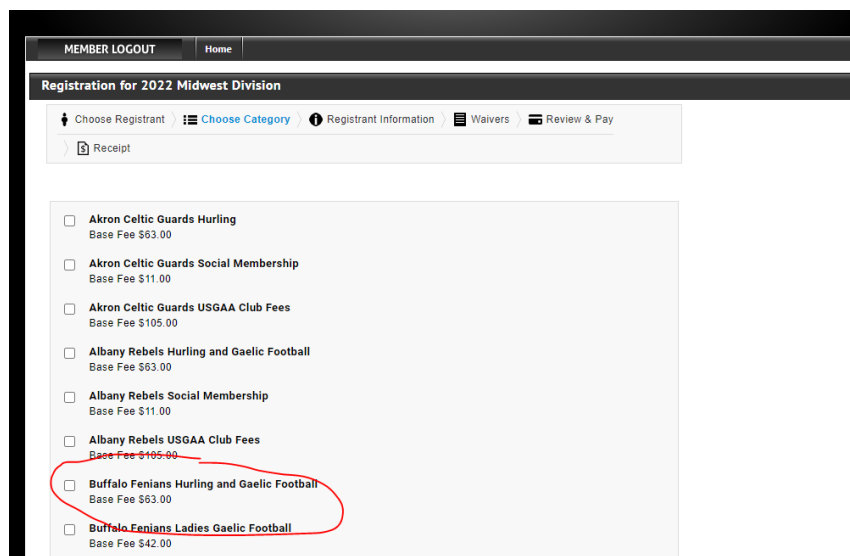 MEMBER LOGOUT Home
Registration for 2022 Midwest Division
Choose Registrant Choose Category Registrant Information Waivers Review & Pay
Receipt
Akron Celtic Guards Hurling
Base Fee $63.00
Akron Celtic Guards Social Membership
Base Fee $11.00
Akron Celtic Guards USGAA Club Fees
Base Fee $105.00
Albany Rebels Hurling and Gaelic Football
Base Fee $63.00
Albany Rebels Social Membership
Base Fee $11.00
Albany Rebels USGAA Club Fees
Base Fee $105.00
Buffalo Fenians Hurling and Gaelic Football
Base Fee $63.00
Buffalo Fenians Ladies Gaelic Football
Base Fee $42.00